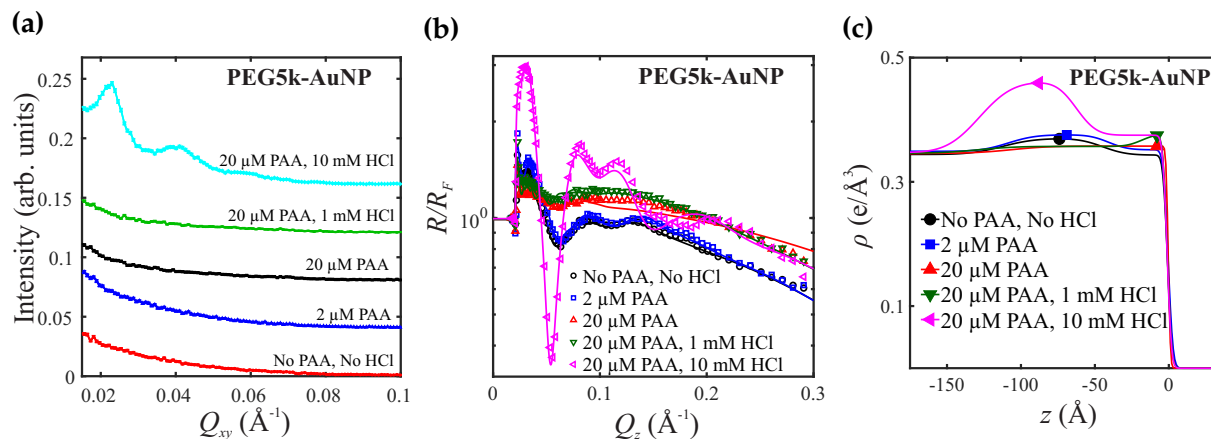 (a)
PEG5k-AuNP
Intensity (arb. units)
0.25
0.2
0.15
0.1
0.05
0
20 µM PAA, 10 mM HCl
20 µM PAA, 1 mM HCl
20 µM PAA
2 µM PAA
No PAA, No HCl
0.02 0.04 0.06 0.08 0.1
Qxy (Å-1)
(b)
PEG5k-AuNP
R/RF
10^0
No PAA, No HCl
2 µM PAA
20 µM PAA
20 µM PAA, 1 mM HCl
20 µM PAA, 10 mM HCl
0 0.1 0.2 0.3
Qz (Å-1)
(c)
PEG5k-AuNP
ρ (e/Å3)
0.5
0.3
0.1
No PAA, No HCl
2 µM PAA
20 µM PAA
20 µM PAA, 1 mM HCl
20 µM PAA, 10 mM HCl
-150 -100 -50 0
z (Å)